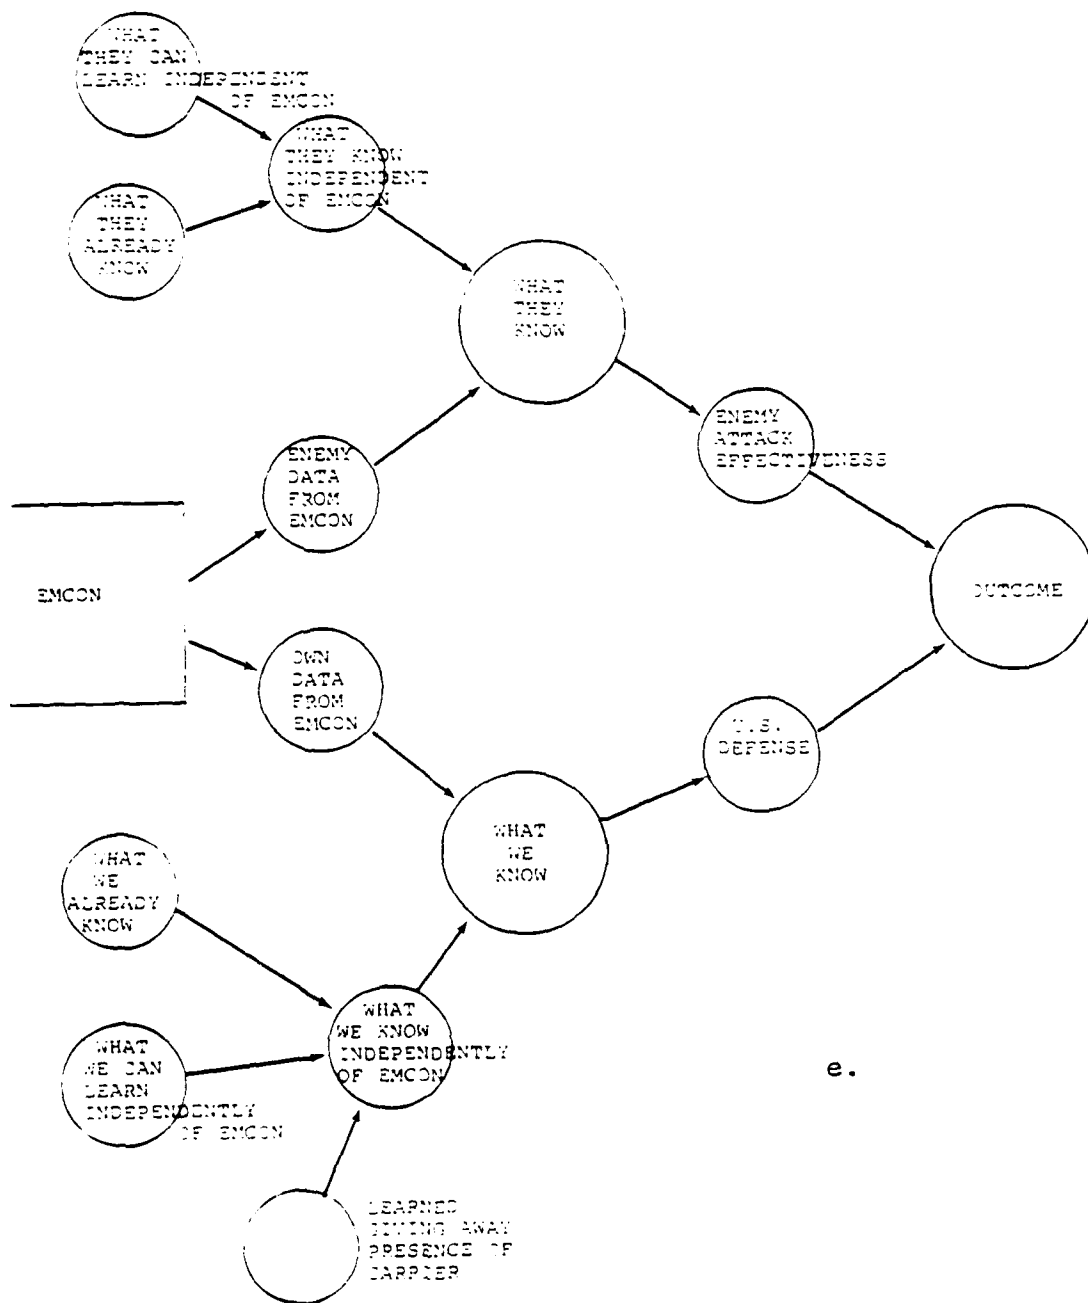 WHAT
THEY CAN
LEARN INDEPENDENT
OF EMCON
WHAT
THEY KNOW
INDEPENDENT
OF EMCON
WHAT
THEY
ALREADY
KNOW
WHAT
THEY
KNOW
ENEMY
ATTACK
EFFECTIVENESS
ENEMY
DATA
FROM
EMCON
EMCON
OUTCOME
OWN
DATA
FROM
EMCON
U.S.
DEFENSE
WHAT
WE
KNOW
WHAT
WE
ALREADY
KNOW
WHAT
WE KNOW
INDEPENDENTLY
OF EMCON
WHAT
WE CAN
LEARN
INDEPENDENTLY
OF EMCON
e.
LEARNED
GIVING AWAY
PRESENCE OF
CARRIER